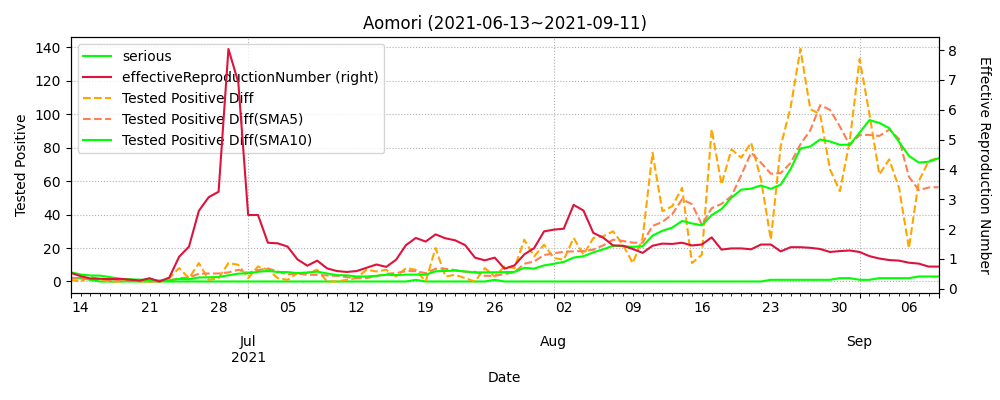 Aomori (2021-06-13~2021-09-11)
serious
effectiveReproductionNumber (right)
Tested Positive Diff
Tested Positive Diff(SMA5)
Tested Positive Diff(SMA10)
Tested Positive
140
120
100
80
60
40
20
0
8
7
6
5
4
3
2
1
0
Effective Reproduction Number
14 21 28 05 12 19 26 02 09 16 23 30 06
Jul Aug Sep
2021
Date